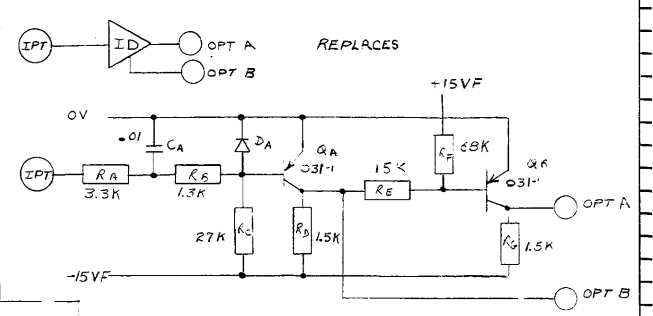 IPT
ID
OPT A
OPT B
REPLACES
+15VF
0V
.01
CA
DA
QA
031-1
15K
RF
68K
QB
031-1
IPT
RA
3.3K
RB
1.3K
RE
OPT A
27K
RC
RD
1.5K
RG
1.5K
-15VF
OPT B